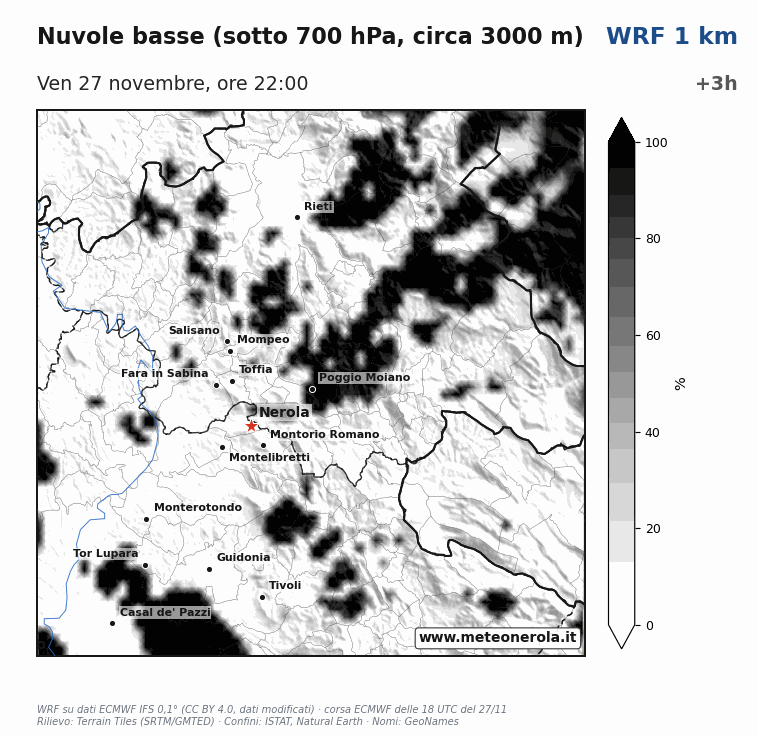 Nuvole basse (sotto 700 hPa, circa 3000 m) WRF 1 km
Ven 27 novembre, ore 22:00 +3h
100
Rieti
80
60
Salisano
Mompeo
Fara in Sabina
Toffia
Poggio Moiano
%
Nerola
Montorio Romano
40
Montelibretti
Monterotondo
20
Tor Lupara
Guidonia
Tivoli
Casal de' Pazzi
0
www.meteonerola.it
WRF su dati ECMWF IFS 0,1° (CC BY 4.0, dati modificati) · corsa ECMWF delle 18 UTC del 27/11
Rilievo: Terrain Tiles (SRTM/GMTED) · Confini: ISTAT, Natural Earth · Nomi: GeoNames